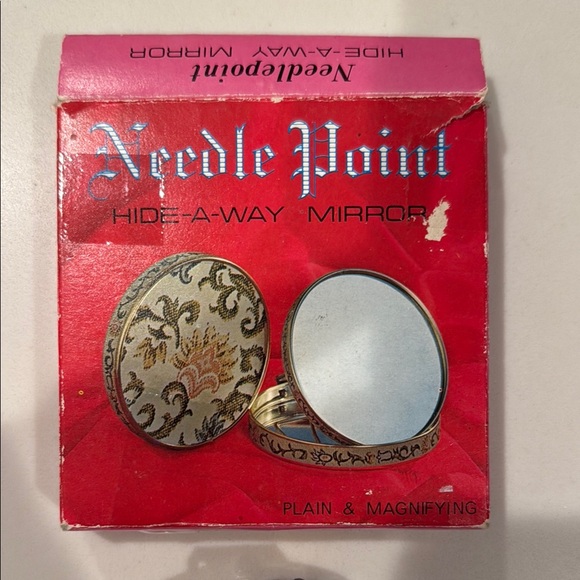 Needlepoint
HIDE-A-WAY MIRROR
Needle Point
HIDE-A-WAY MIRROR
PLAIN & MAGNIFYING